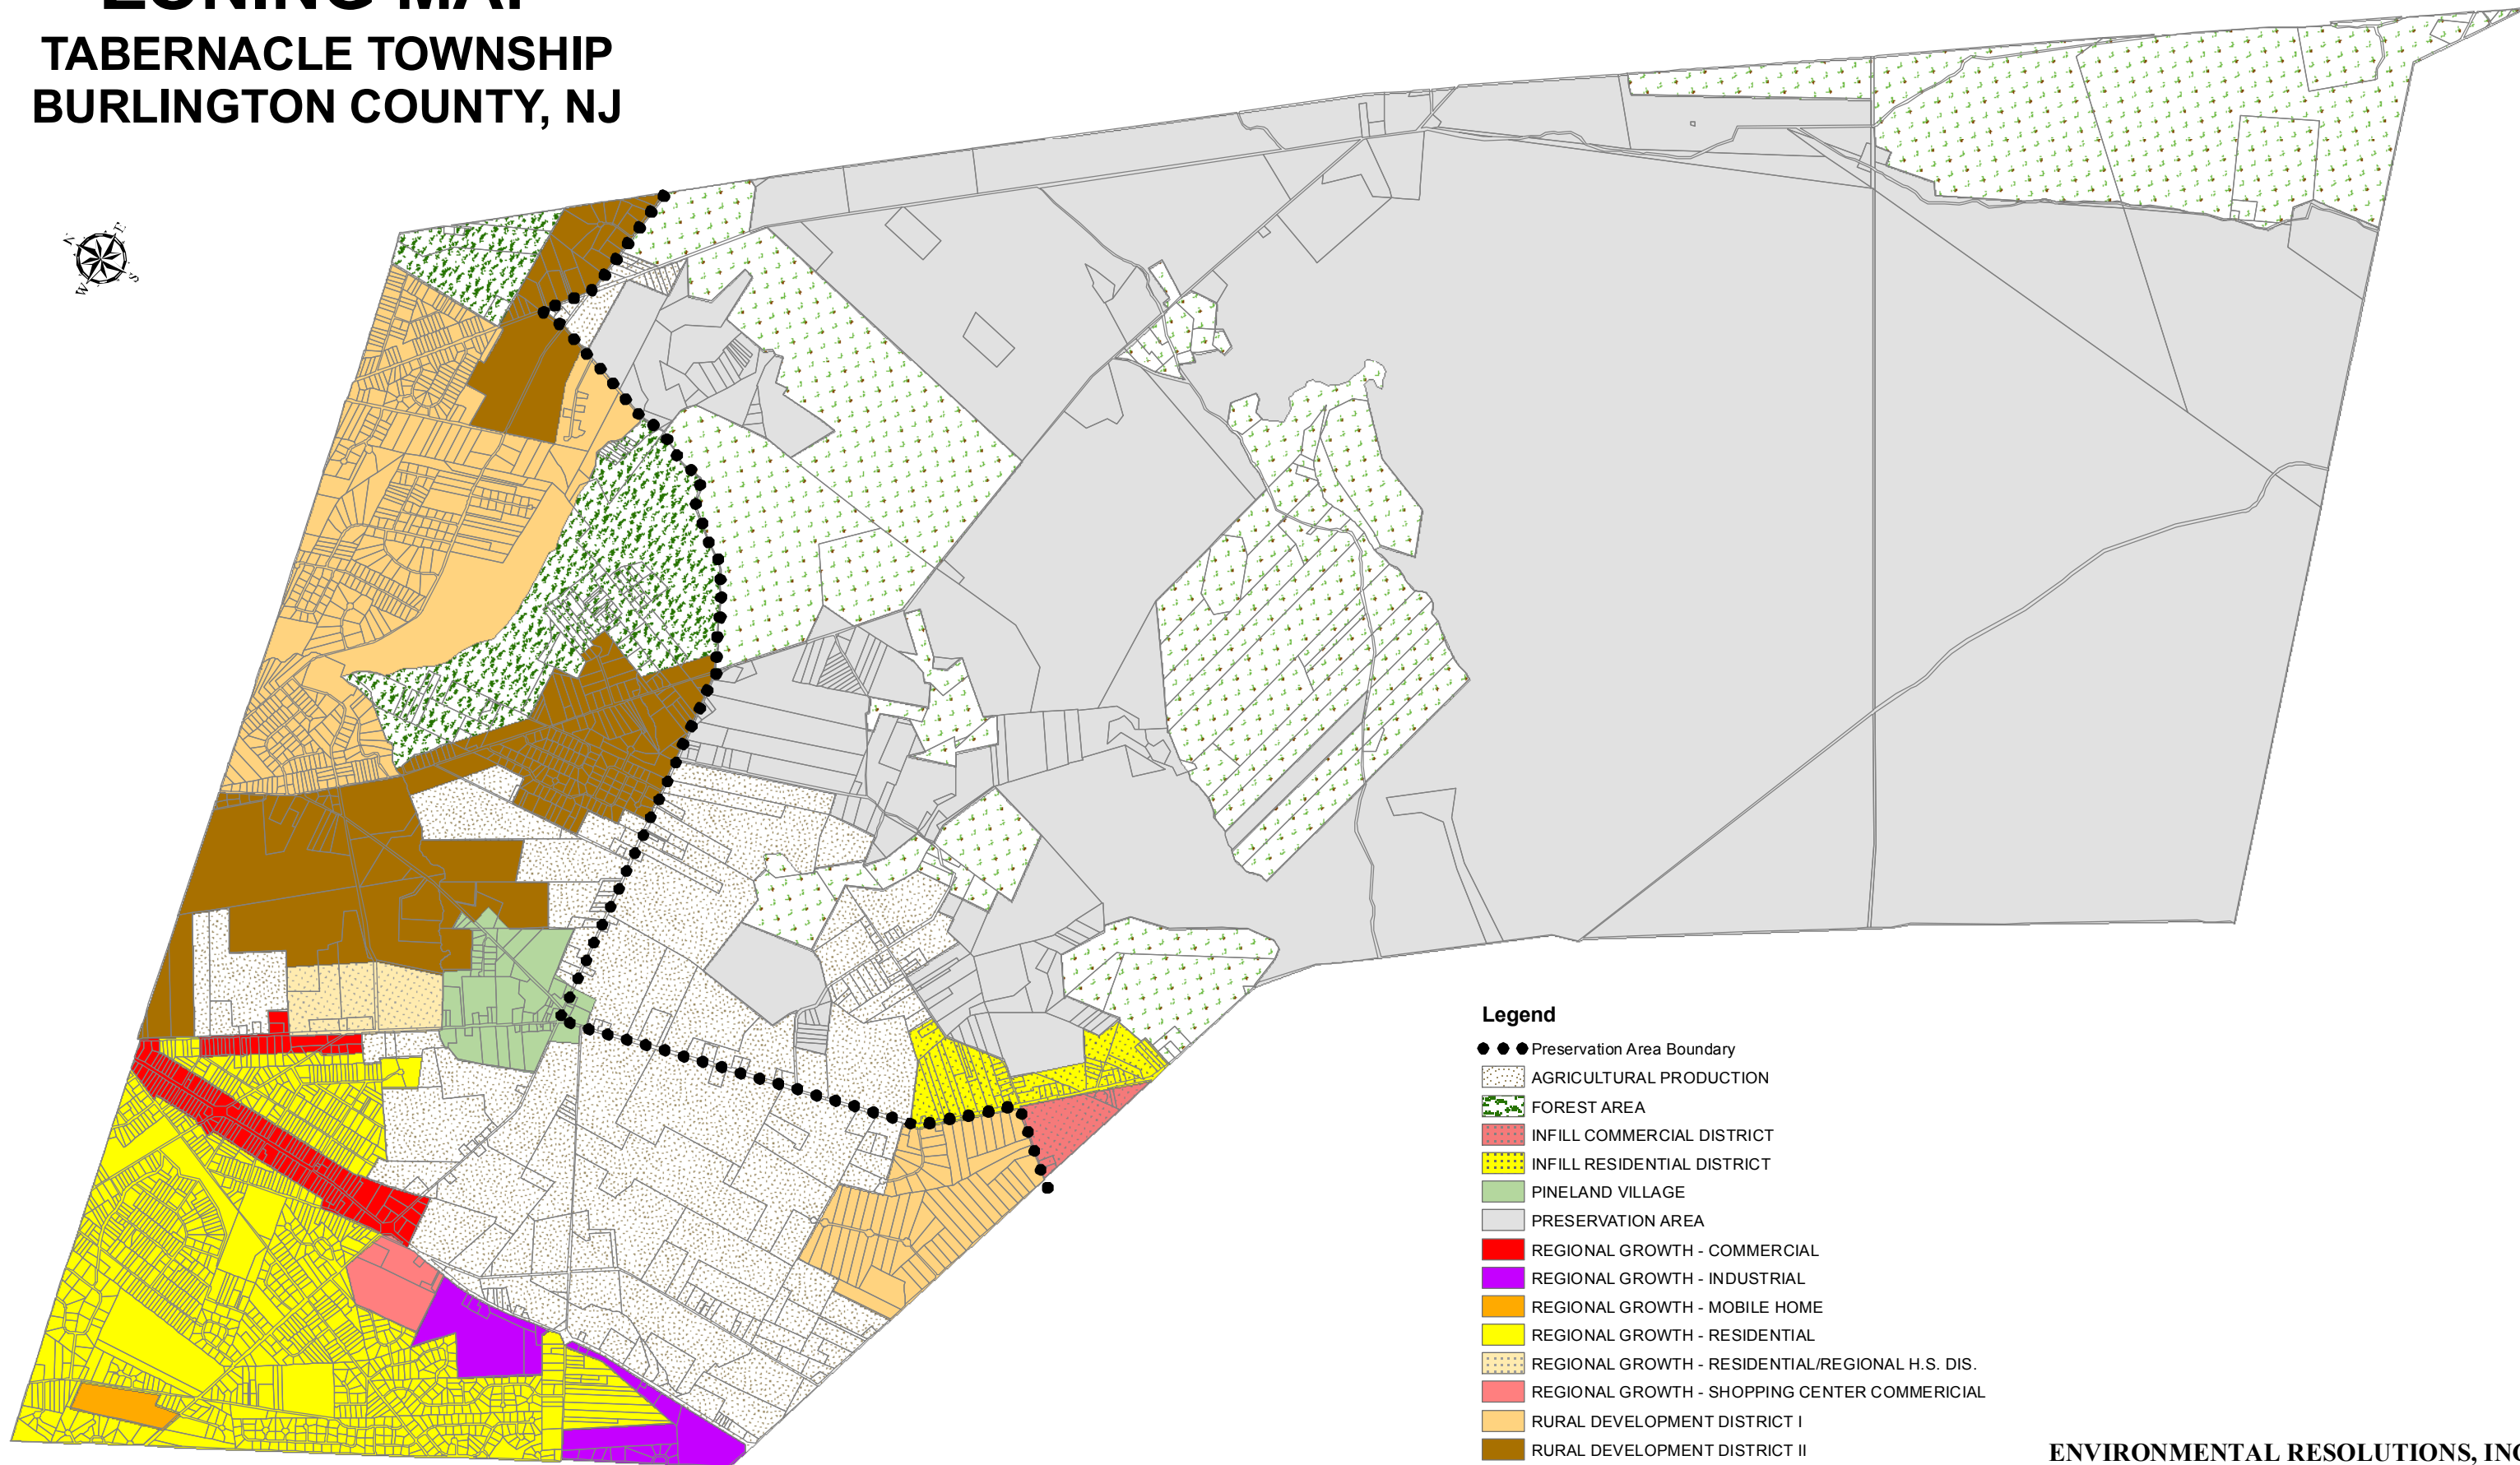 ZONING MAP
TABERNACLE TOWNSHIP
BURLINGTON COUNTY, NJ
N
E
S
W
Legend
Preservation Area Boundary
AGRICULTURAL PRODUCTION
FOREST AREA
INFILL COMMERCIAL DISTRICT
INFILL RESIDENTIAL DISTRICT
PINELAND VILLAGE
PRESERVATION AREA
REGIONAL GROWTH - COMMERCIAL
REGIONAL GROWTH - INDUSTRIAL
REGIONAL GROWTH - MOBILE HOME
REGIONAL GROWTH - RESIDENTIAL
REGIONAL GROWTH - RESIDENTIAL/REGIONAL H.S. DIS.
REGIONAL GROWTH - SHOPPING CENTER COMMERICIAL
RURAL DEVELOPMENT DISTRICT I
RURAL DEVELOPMENT DISTRICT II
ENVIRONMENTAL RESOLUTIONS, INC